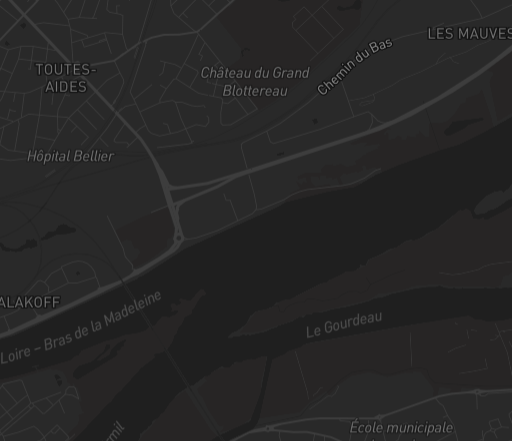 LES MAUVES
Chemin du Bas
TOUTES-
AIDES
Château du Grand
Blottereau
Hôpital Bellier
ALAKOFF
Loire – Bras de la Madeleine
Le Gourdeau
École municipale
mil